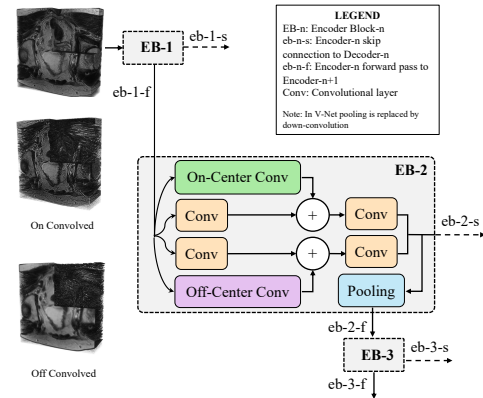 LEGEND
EB-n: Encoder Block-n
eb-n-s: Encoder-n skip
connection to Decoder-n
eb-n-f: Encoder-n forward pass to
Encoder-n+1
Conv: Convolutional layer
Note: In V-Net pooling is replaced by
down-convolution
EB-1
eb-1-s
eb-1-f
On Convolved
Off Convolved
EB-2
On-Center Conv
Conv
+
Conv
Conv
+
Conv
Off-Center Conv
Pooling
eb-2-s
eb-2-f
EB-3
eb-3-s
eb-3-f